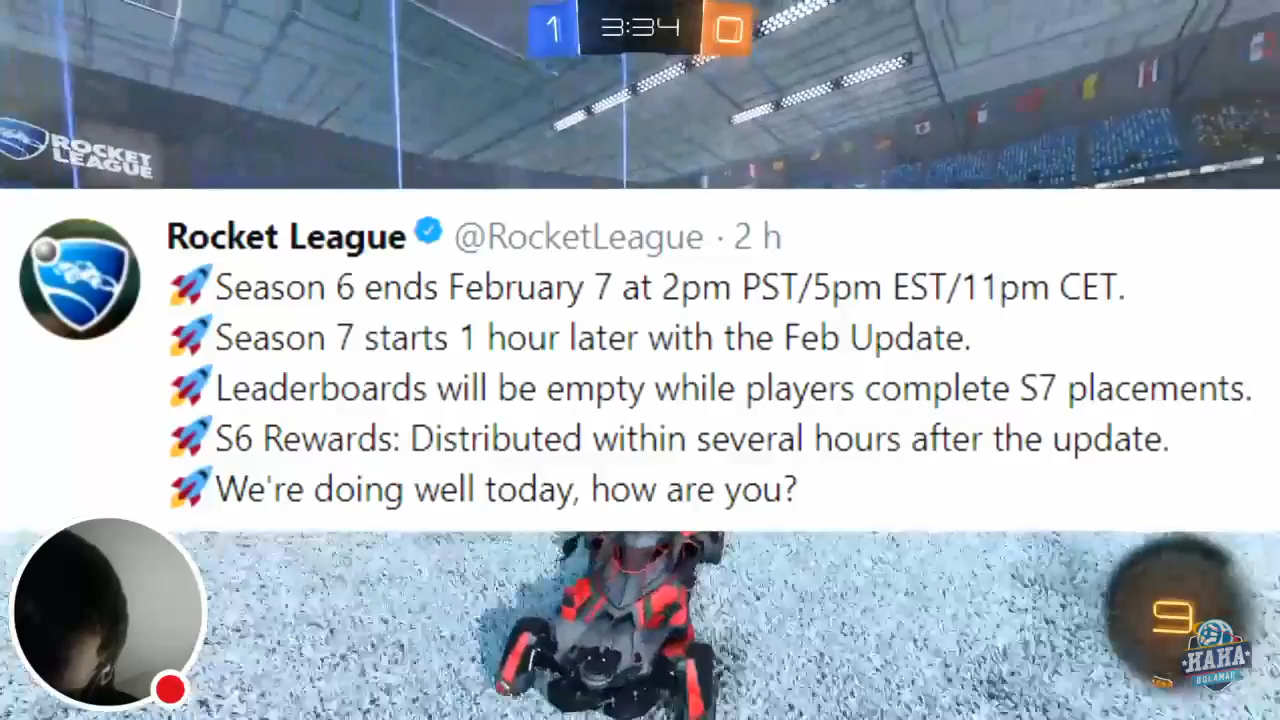 1 3:34 0
ROCKET
LEAGUE
Rocket League @RocketLeague · 2 h
🚀Season 6 ends February 7 at 2pm PST/5pm EST/11pm CET.
🚀Season 7 starts 1 hour later with the Feb Update.
🚀Leaderboards will be empty while players complete S7 placements.
🚀S6 Rewards: Distributed within several hours after the update.
🚀We're doing well today, how are you?
9
HAHA
BOLAMAR